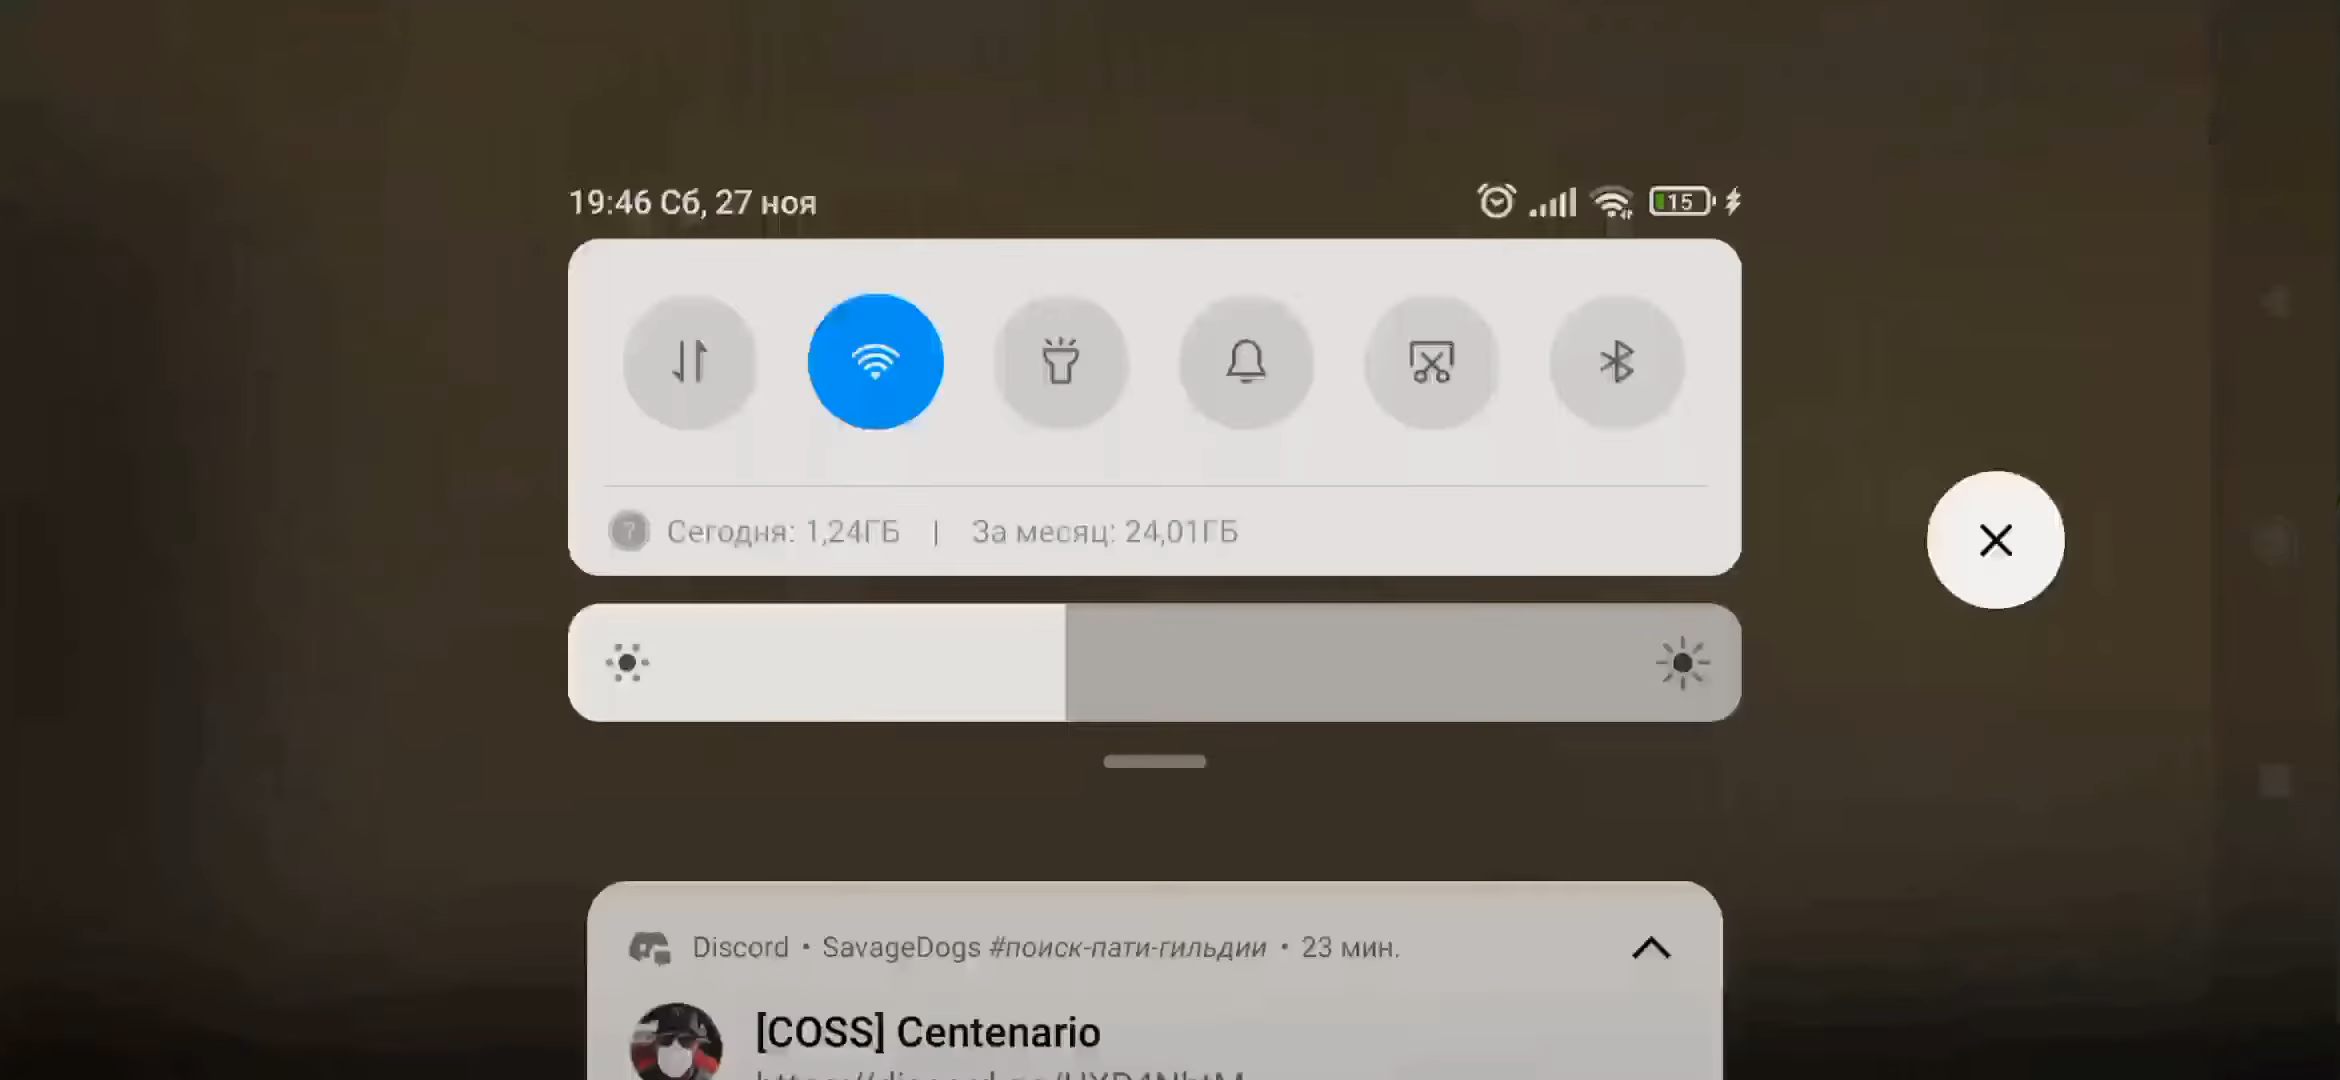 19:46 Сб, 27 ноя
15
Сегодня: 1,24ГБ | За месяц: 24,01ГБ
Discord • SavageDogs #поиск-пати-гильдии • 23 мин.
[COSS] Centenario